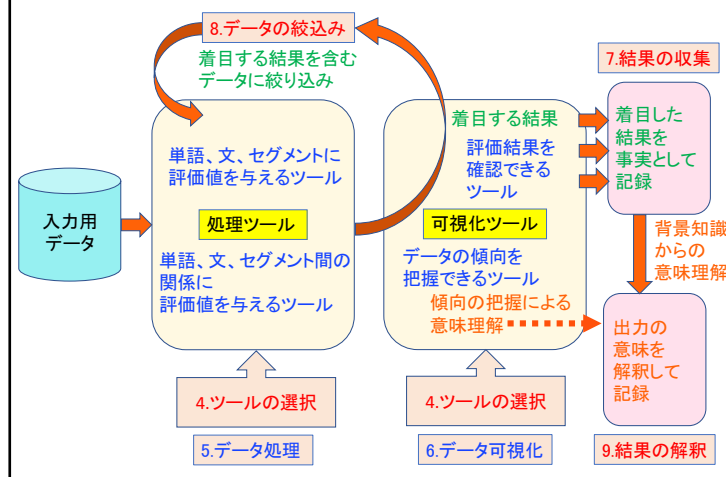 8.データの絞込み
着目する結果を含む
データに絞り込み
7.結果の収集
入力用
データ
単語、文、セグメントに
評価値を与えるツール
処理ツール
単語、文、セグメント間の
関係に
評価値を与えるツール
着目する結果
評価結果を
確認できる
ツール
可視化ツール
データの傾向を
把握できるツール
傾向の把握による
意味理解
着目した
結果を
事実として
記録
背景知識
からの
意味理解
出力の
意味を
解釈して
記録
4.ツールの選択
4.ツールの選択
5.データ処理
6.データ可視化
9.結果の解釈